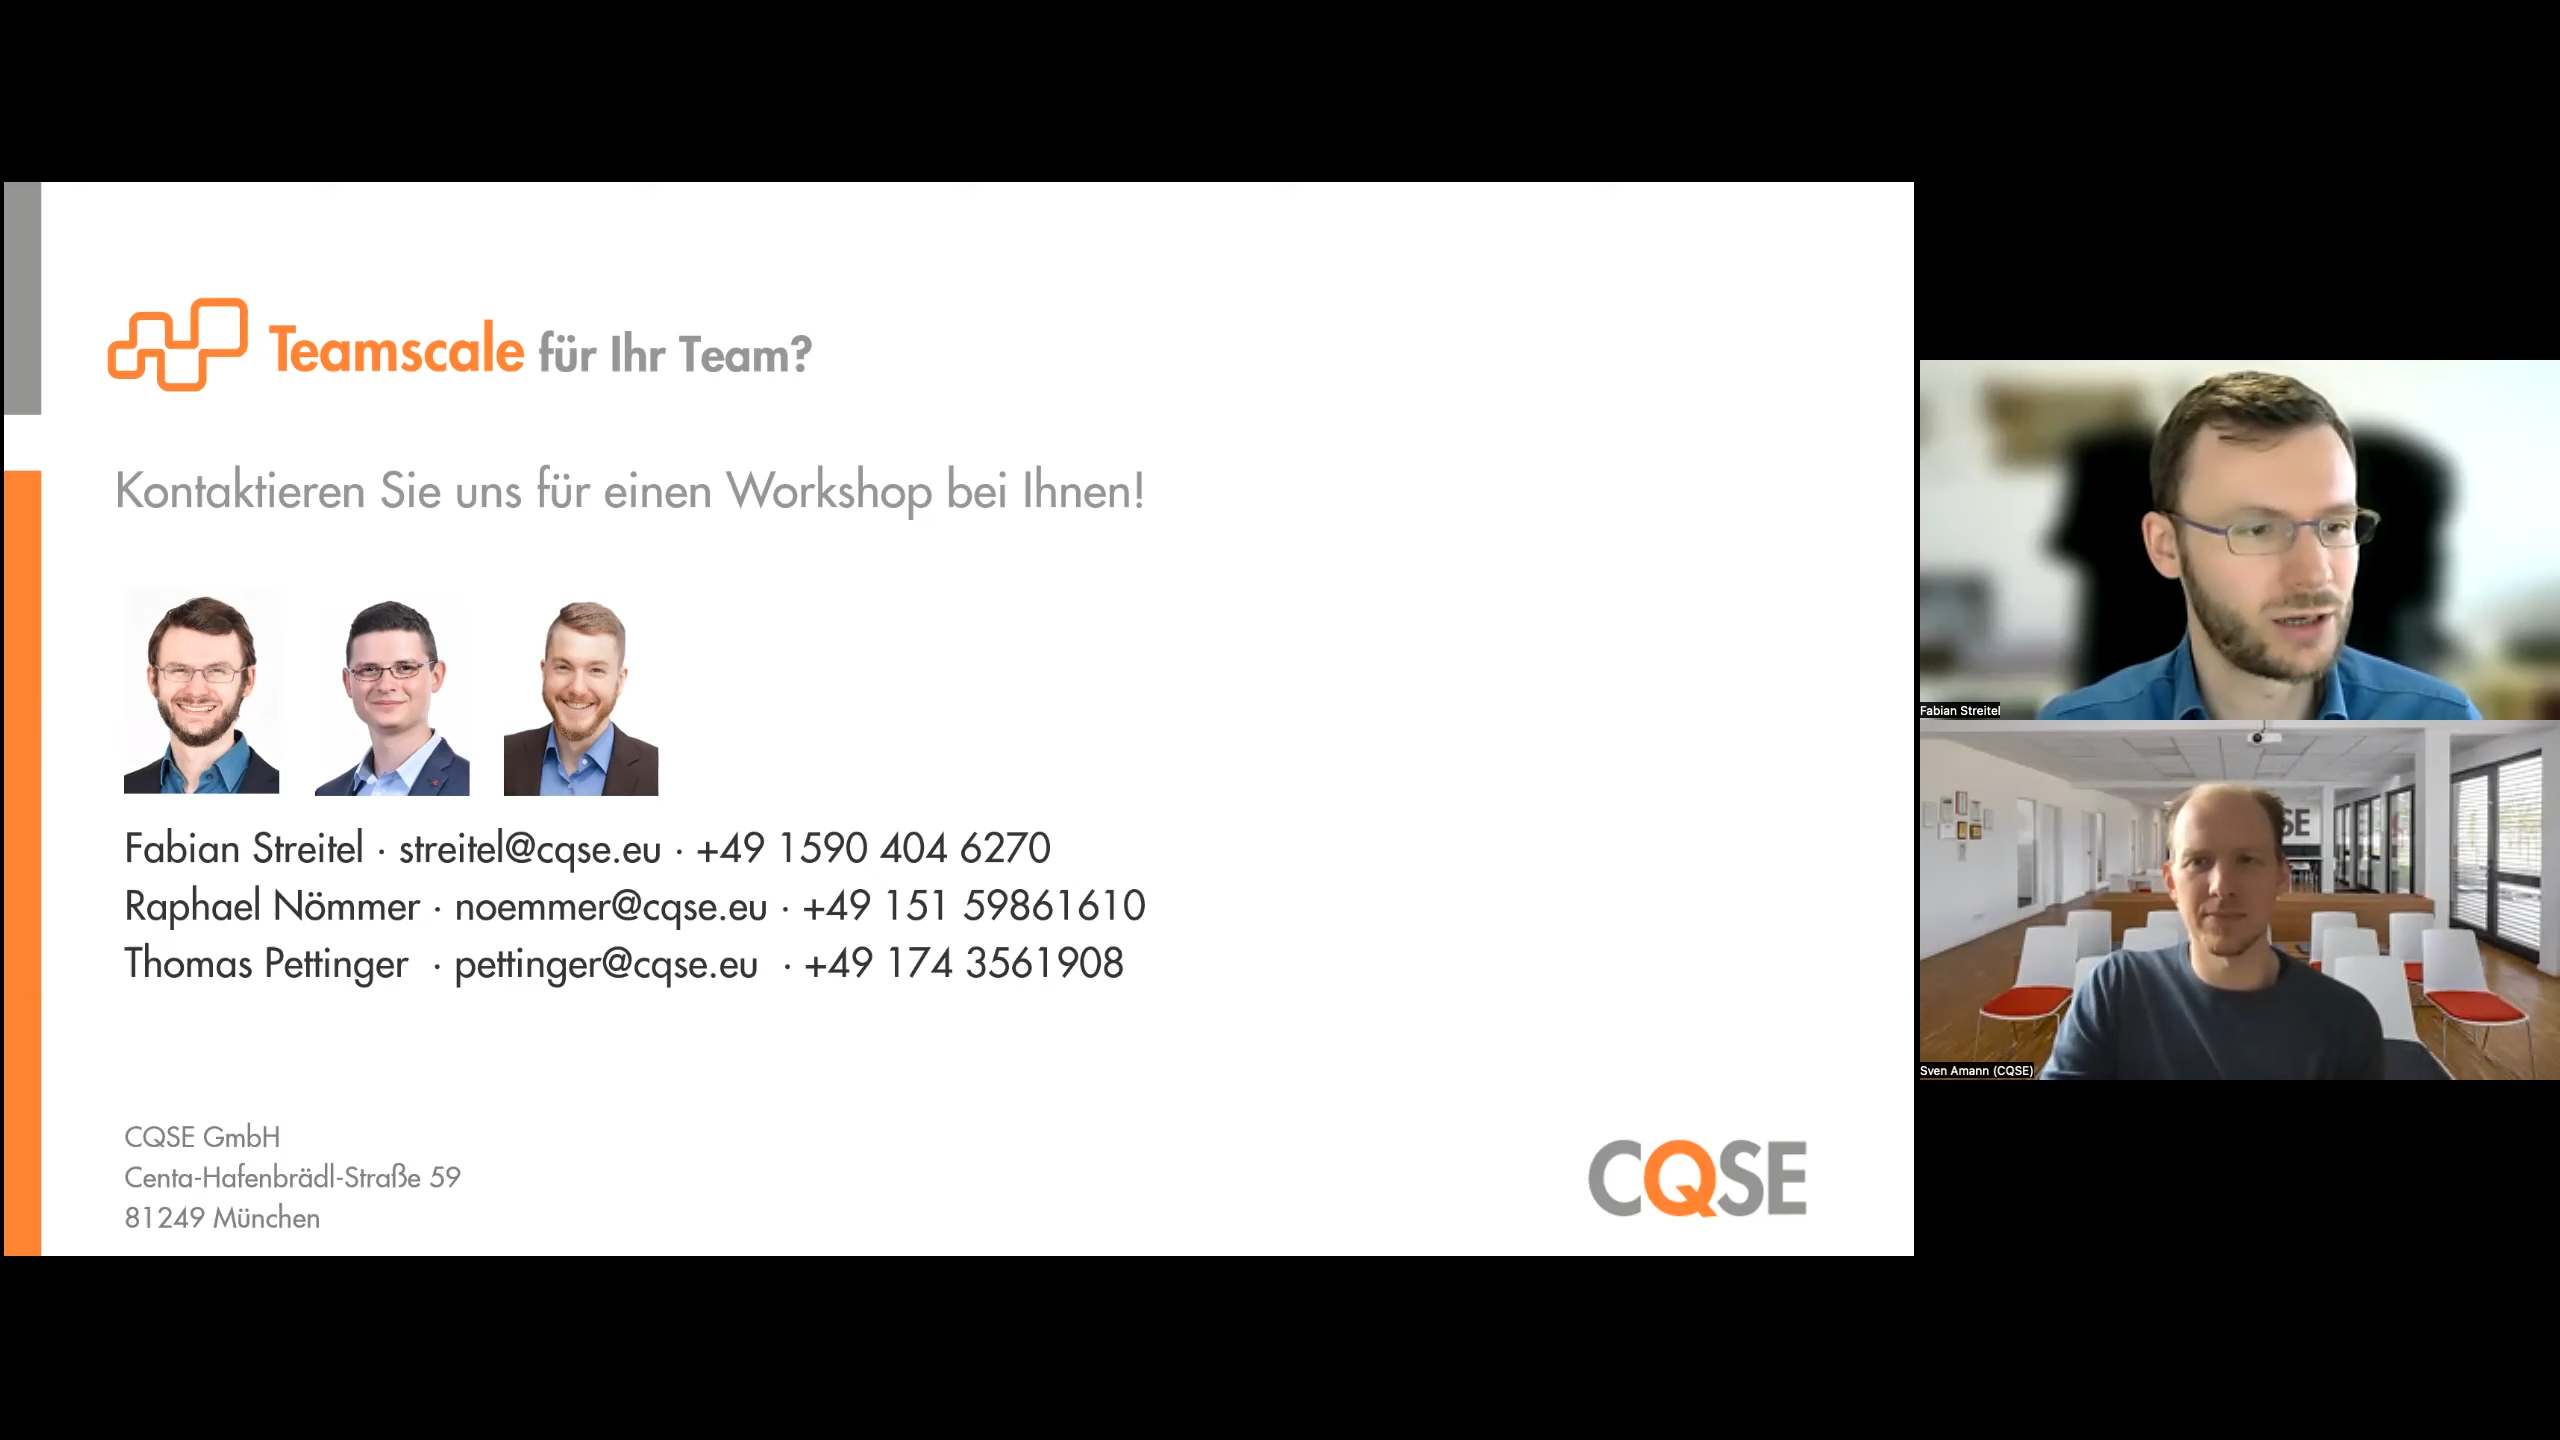 Teamscale für Ihr Team?
Kontaktieren Sie uns für einen Workshop bei Ihnen!
Fabian Streitel · streitel@cqse.eu · +49 1590 404 6270
Raphael Nömmer · noemmer@cqse.eu · +49 151 59861610
Thomas Pettinger · pettinger@cqse.eu · +49 174 3561908
CQSE GmbH
Centa-Hafenbrädl-Straße 59
81249 München
CQSE
Fabian Streitel
SE
Sven Amann (CQSE)